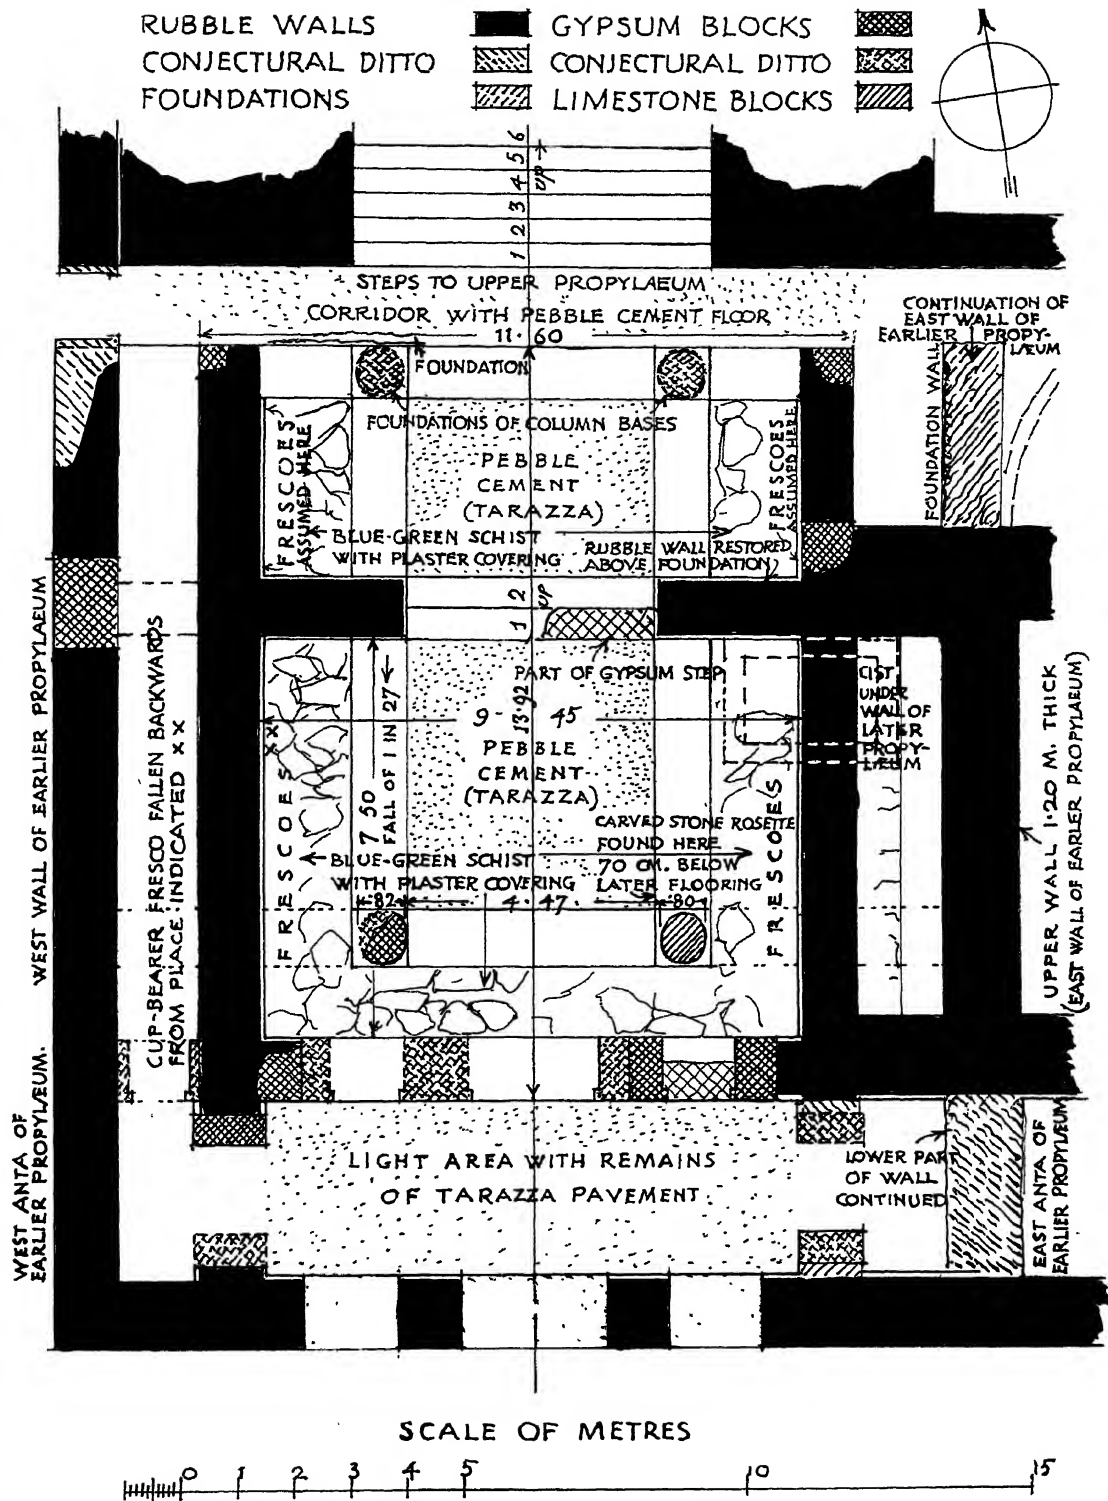 RUBBLE WALLS
GYPSUM BLOCKS
CONJECTURAL DITTO
CONJECTURAL DITTO
FOUNDATIONS
LIMESTONE BLOCKS
6
5
4
3
2
1
UP
STEPS TO UPPER PROPYLAEUM
CORRIDOR WITH PEBBLE CEMENT FLOOR
11·60
CONTINUATION OF
EAST WALL OF
EARLIER PROPY-
LÆUM
FOUNDATION WALL
FOUNDATION
FOUNDATIONS OF COLUMN BASES
FRESCOES
ASSUMED HERE
PEBBLE
CEMENT
(TARAZZA)
FRESCOES
ASSUMED HERE
BLUE-GREEN SCHIST
WITH PLASTER COVERING
RUBBLE WALL RESTORED
ABOVE FOUNDATION
2
1
UP
PART OF GYPSUM STEP
CIST
UNDER
WALL OF
LATER
PROPY-
LÆUM
9· 45
13·92
XX
PEBBLE
CEMENT
(TARAZZA)
7 50
FALL OF 1 IN 27
FRESCOES
FRESCOES
CARVED STONE ROSETTE
FOUND HERE
70 CM. BELOW
LATER FLOORING
BLUE-GREEN SCHIST
WITH PLASTER COVERING
·82
4·47
·80
WEST WALL OF EARLIER PROPYLAEUM
CUP-BEARER FRESCO FALLEN BACKWARDS
FROM PLACE INDICATED XX
UPPER WALL 1·20 M. THICK
(EAST WALL OF EARLER PROPYLAEUM)
WEST ANTA OF
EARLIER PROPYLÆUM.
LIGHT AREA WITH REMAINS
OF TARAZZA PAVEMENT
LOWER PART
OF WALL
CONTINUED
EAST ANTA OF
EARLIER PROPYLÆUM
SCALE OF METRES
0 1 2 3 4 5 10 15